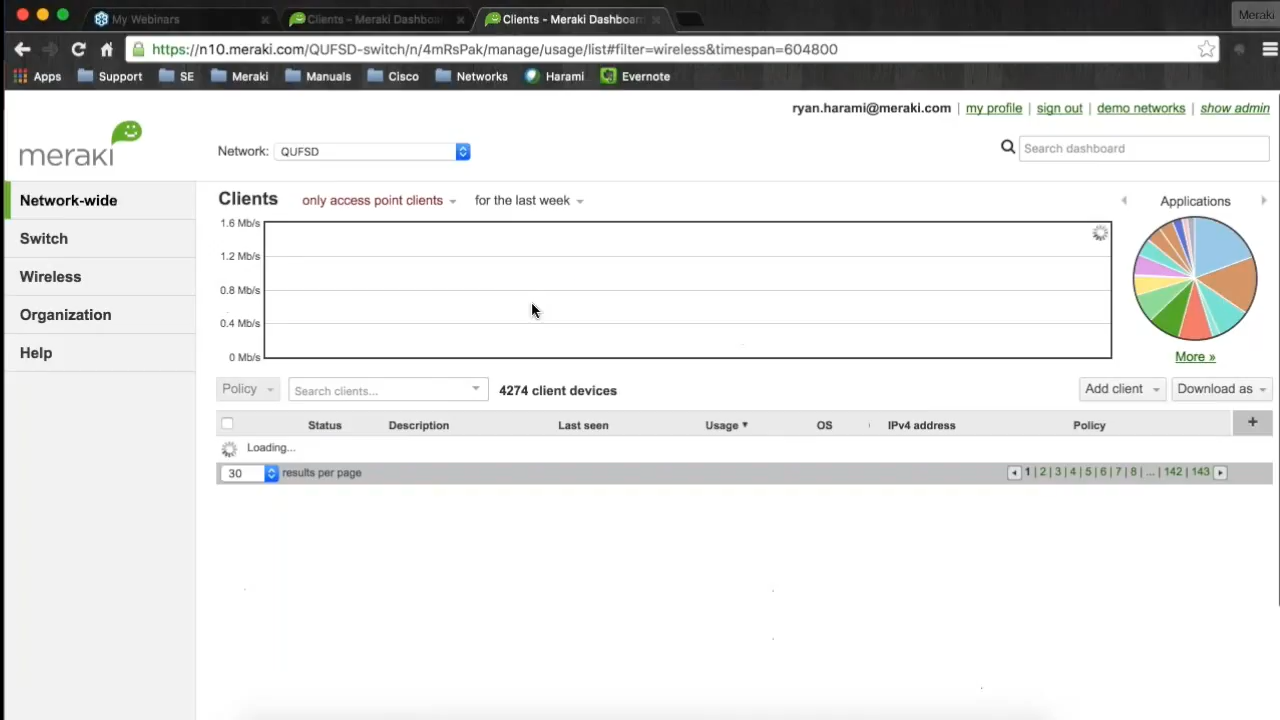 My Webinars
Clients – Meraki Dashboa
Clients - Meraki Dashboar
Meraki
https://n10.meraki.com/QUFSD-switch/n/4mRsPak/manage/usage/list#filter=wireless&timespan=604800
Apps Support SE Meraki Manuals Cisco Networks Harami Evernote
ryan.harami@meraki.com | my profile | sign out | demo networks | show admin
meraki
Network: QUFSD
Search dashboard
Network-wide
Switch
Wireless
Organization
Help
Clients only access point clients for the last week
Applications
1.6 Mb/s
1.2 Mb/s
0.8 Mb/s
0.4 Mb/s
0 Mb/s
More »
Policy Search clients... 4274 client devices Add client Download as
Status Description Last seen Usage ▼ OS IPv4 address Policy +
Loading...
30 results per page 1 | 2 | 3 | 4 | 5 | 6 | 7 | 8 | ... | 142 | 143